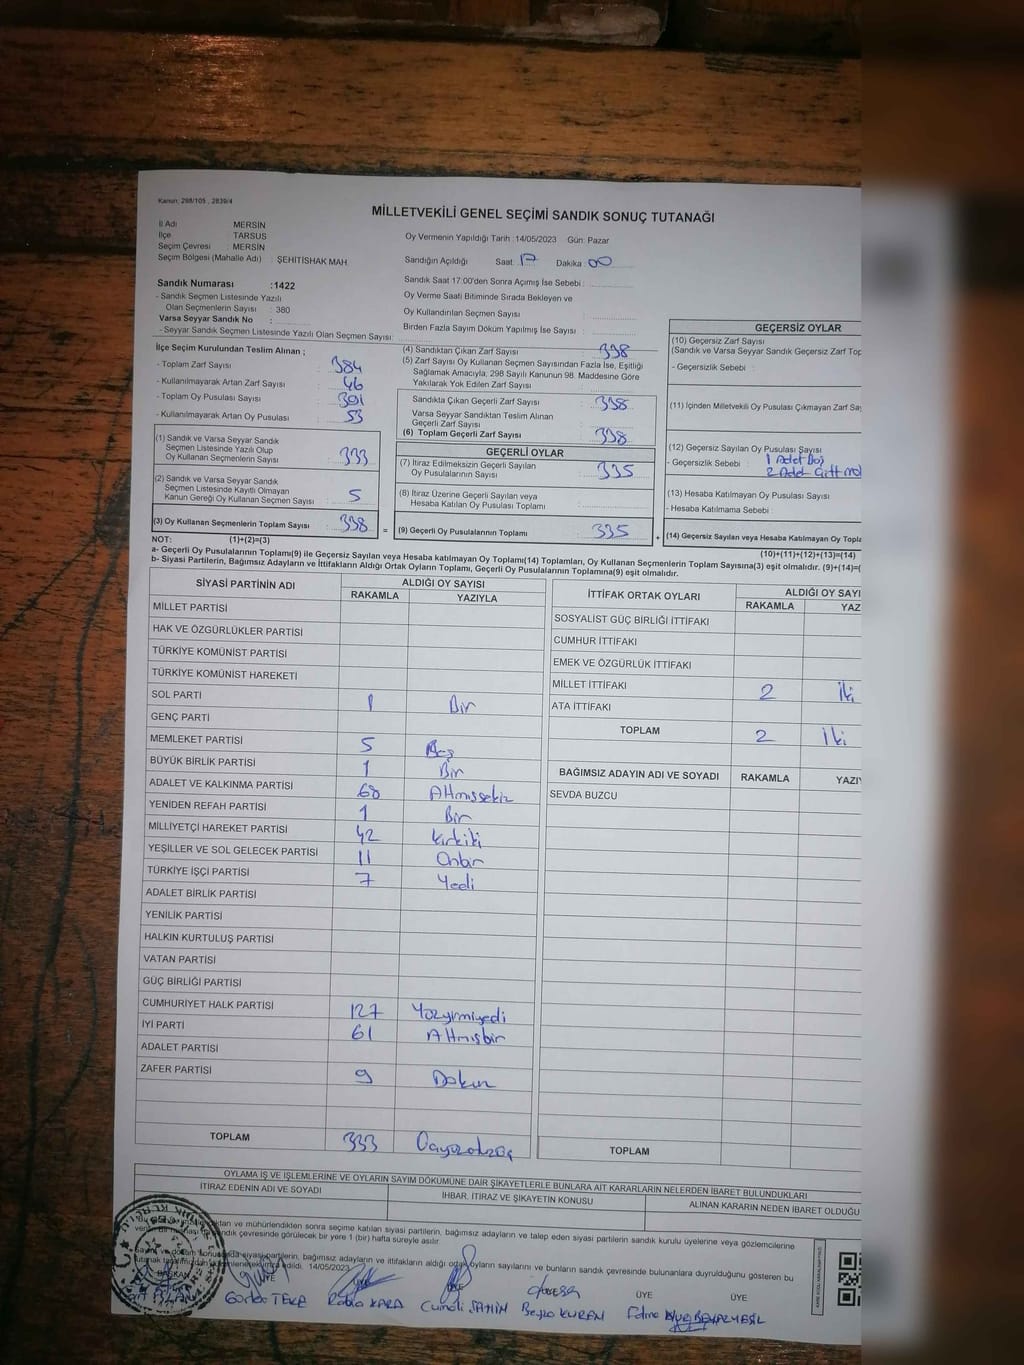 Kanun; 298/105 , 2839/4
MİLLETVEKİLİ GENEL SEÇİMİ SANDIK SONUÇ TUTANAĞI
İl Adı MERSİN
İlçe TARSUS
Seçim Çevresi : MERSİN
Seçim Bölgesi (Mahalle Adı) : ŞEHİTİSHAK MAH.
Oy Vermenin Yapıldığı Tarih :14/05/2023 Gün: Pazar
Sandığın Açıldığı Saat: 17 Dakika: 00
Sandık Saat 17:00'den Sonra Açımış İse Sebebi :
Oy Verme Saati Bitiminde Sırada Bekleyen ve
Oy Kullandırılan Seçmen Sayısı :
Birden Fazla Sayım Döküm Yapılmış İse Sayısı :
Sandık Numarası :1422
- Sandık Seçmen Listesinde Yazılı
Olan Seçmenlerin Sayısı : 380
Varsa Seyyar Sandık No :
- Seyyar Sandık Seçmen Listesinde Yazılı Olan Seçmen Sayısı:
İlçe Seçim Kurulundan Teslim Alınan ;
- Toplam Zarf Sayısı : 384
- Kullanılmayarak Artan Zarf Sayısı : 46
- Toplam Oy Pusulası Sayısı : 391
- Kullanılmayarak Artan Oy Pusulası : 53
(1) Sandık ve Varsa Seyyar Sandık
Seçmen Listesinde Yazılı Olup
Oy Kullanan Seçmenlerin Sayısı : 333
(2) Sandık ve Varsa Seyyar Sandık
Seçmen Listesinde Kayıtlı Olmayan
Kanun Gereği Oy Kullanan Seçmen Sayısı : 5
(3) Oy Kullanan Seçmenlerin Toplam Sayısı : 338
(4) Sandıktan Çıkan Zarf Sayısı : 338
(5) Zarf Sayısı Oy Kullanan Seçmen Sayısından Fazla İse, Eşitliği
Sağlamak Amacıyla, 298 Sayılı Kanunun 98. Maddesine Göre
Yakılarak Yok Edilen Zarf Sayısı :
Sandıkta Çıkan Geçerli Zarf Sayısı : 338
Varsa Seyyar Sandıktan Teslim Alınan
Geçerli Zarf Sayısı :
(6) Toplam Geçerli Zarf Sayısı : 338
GEÇERLİ OYLAR
(7) İtiraz Edilmeksizin Geçerli Sayılan
Oy Pusulalarının Sayısı : 335
(8) İtiraz Üzerine Geçerli Sayılan veya
Hesaba Katılan Oy Pusulası Toplamı :
= (9) Geçerli Oy Pusulalarının Toplamı : 335 +
GEÇERSİZ OYLAR
(10) Geçersiz Zarf Sayısı
(Sandık ve Varsa Seyyar Sandık Geçersiz Zarf Top
- Geçersizlik Sebebi :
(11) İçinden Milletvekili Oy Pusulası Çıkmayan Zarf Sa
(12) Geçersiz Sayılan Oy Pusulası Sayısı
- Geçersizlik Sebebi : 1 Adet Boş
2 Adet Çift
(13) Hesaba Katılmayan Oy Pusulası Sayısı
- Hesaba Katılmama Sebebi :
(14) Geçersiz Sayılan veya Hesaba Katılmayan Oy Topla
(10)+(11)+(12)+(13)=(14)
NOT: (1)+(2)=(3)
a- Geçerli Oy Pusulalarının Toplamı(9) ile Geçersiz Sayılan veya Hesaba katılmayan Oy Toplamı(14) Toplamları, Oy Kullanan Seçmenlerin Toplam Sayısına(3) eşit olmalıdır. (9)+(14)=(
b- Siyasi Partilerin, Bağımsız Adayların ve İttifakların Aldığı Ortak Oyların Toplamı, Geçerli Oy Pusulalarının Toplamına(9) eşit olmalıdır.
SİYASİ PARTİNİN ADI ALDIĞI OY SAYISI
RAKAMLA YAZIYLA
MİLLET PARTİSİ
HAK VE ÖZGÜRLÜKLER PARTİSİ
TÜRKİYE KOMÜNİST PARTİSİ
TÜRKİYE KOMÜNİST HAREKETİ
SOL PARTİ 1 Bir
GENÇ PARTİ
MEMLEKET PARTİSİ 5 Beş
BÜYÜK BİRLİK PARTİSİ 1 Bir
ADALET VE KALKINMA PARTİSİ 68 Altmışsekiz
YENİDEN REFAH PARTİSİ 1 Bir
MİLLİYETÇİ HAREKET PARTİSİ 42 Kırkiki
YEŞİLLER VE SOL GELECEK PARTİSİ 11 Onbir
TÜRKİYE İŞÇİ PARTİSİ 7 Yedi
ADALET BİRLİK PARTİSİ
YENİLİK PARTİSİ
HALKIN KURTULUŞ PARTİSİ
VATAN PARTİSİ
GÜÇ BİRLİĞİ PARTİSİ
CUMHURİYET HALK PARTİSİ 127 Yüzyirmiyedi
İYİ PARTİ 61 Altmışbir
ADALET PARTİSİ
ZAFER PARTİSİ 9 Dokuz
TOPLAM 333
İTTİFAK ORTAK OYLARI ALDIĞI OY SAYI
RAKAMLA YAZ
SOSYALİST GÜÇ BİRLİĞİ İTTİFAKI
CUMHUR İTTİFAKI
EMEK VE ÖZGÜRLÜK İTTİFAKI
MİLLET İTTİFAKI 2 İki
ATA İTTİFAKI
TOPLAM 2 İki
BAĞIMSIZ ADAYIN ADI VE SOYADI RAKAMLA YAZI
SEVDA BUZCU
TOPLAM
OYLAMA İŞ VE İŞLEMLERİNE VE OYLARIN SAYIM DÖKÜMÜNE DAİR ŞİKAYETLERLE BUNLARA AİT KARARLARIN NELERDEN İBARET BULUNDUKLARI
İTİRAZ EDENİN ADI VE SOYADI İHBAR, İTİRAZ VE ŞİKAYETİN KONUSU ALINAN KARARIN NEDEN İBARET OLDUĞU
ktan ve mühürlendikten sonra seçime katılan siyasi partilerin, bağımsız adayların ve talep eden siyasi partilerin sandık kurulu üyelerine veya gözlemcilerine
ndık çevresinde görülecek bir yere 1 (bir) hafta süreyle asılır.
siyasi partilerin, bağımsız adayların ve ittifakların aldığı ortak oyların sayılarını ve bunların sandık çevresinde bulunanlara duyrulduğunu gösteren bu
edildi. 14/05/2023
BAŞKAN ÜYE ÜYE ÜYE ÜYE ÜYE
TEKE Rabia KARA ŞAHİN KURAN